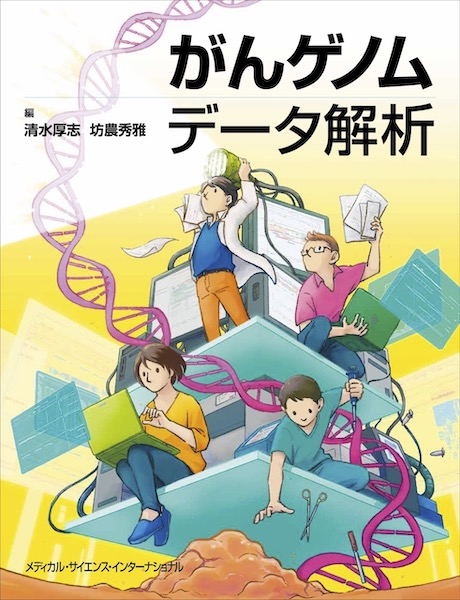 がんゲノム
データ解析
編
清水厚志 坊農秀雅
メディカル・サイエンス・インターナショナル